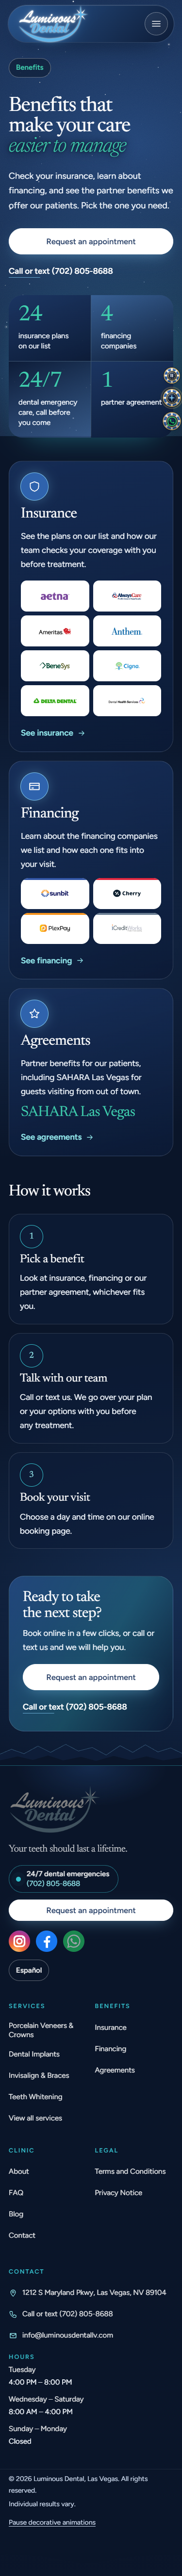 Luminous
Dental
Benefits
Benefits that
make your care
easier to manage
Check your insurance, learn about
financing, and see the partner benefits we
offer our patients. Pick the one you need.
Request an appointment
Call or text (702) 805-8688
24
insurance plans
on our list
4
financing
companies
24/7
dental emergency
care, call before
you come
1
partner agreement
Insurance
See the plans on our list and how our
team checks your coverage with you
before treatment.
aetna
AlwaysCare
Ameritas
Anthem
BeneSys
Cigna
DELTA DENTAL
See insurance →
Financing
Learn about the financing companies
we list and how each one fits into
your visit.
sunbit
Cherry
PlexPay
iCreditWorks
See financing →
Agreements
Partner benefits for our patients,
including SAHARA Las Vegas for
guests visiting from out of town.
SAHARA Las Vegas
See agreements →
How it works
1
Pick a benefit
Look at insurance, financing or our
partner agreement, whichever fits
you.
2
Talk with our team
Call or text us. We go over your plan
or your options with you before
any treatment.
3
Book your visit
Choose a day and time on our online
booking page.
Ready to take
the next step?
Book online in a few clicks, or call or
text us and we will help you.
Request an appointment
Call or text (702) 805-8688
Luminous
Dental
Your teeth should last a lifetime.
24/7 dental emergencies
(702) 805-8688
Request an appointment
Español
SERVICES
Porcelain Veneers &
Crowns
Dental Implants
Invisalign & Braces
Teeth Whitening
View all services
BENEFITS
Insurance
Financing
Agreements
CLINIC
About
FAQ
Blog
Contact
LEGAL
Terms and Conditions
Privacy Notice
CONTACT
1212 S Maryland Pkwy, Las Vegas, NV 89104
Call or text (702) 805-8688
info@luminousdentallv.com
HOURS
Tuesday
4:00 PM – 8:00 PM
Wednesday – Saturday
8:00 AM – 4:00 PM
Sunday – Monday
Closed
© 2026 Luminous Dental, Las Vegas. All rights
reserved.
Individual results vary.
Pause decorative animations